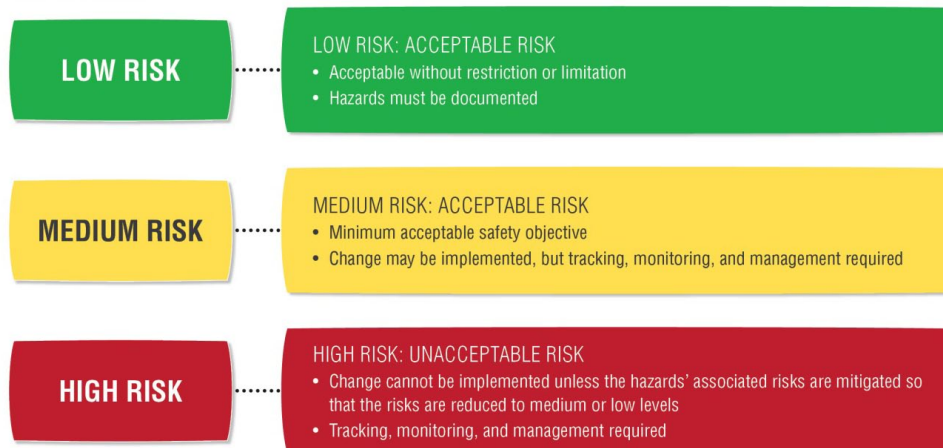 LOW RISK
LOW RISK: ACCEPTABLE RISK
• Acceptable without restriction or limitation
• Hazards must be documented
MEDIUM RISK
MEDIUM RISK: ACCEPTABLE RISK
• Minimum acceptable safety objective
• Change may be implemented, but tracking, monitoring, and management required
HIGH RISK
HIGH RISK: UNACCEPTABLE RISK
• Change cannot be implemented unless the hazards’ associated risks are mitigated so
that the risks are reduced to medium or low levels
• Tracking, monitoring, and management required